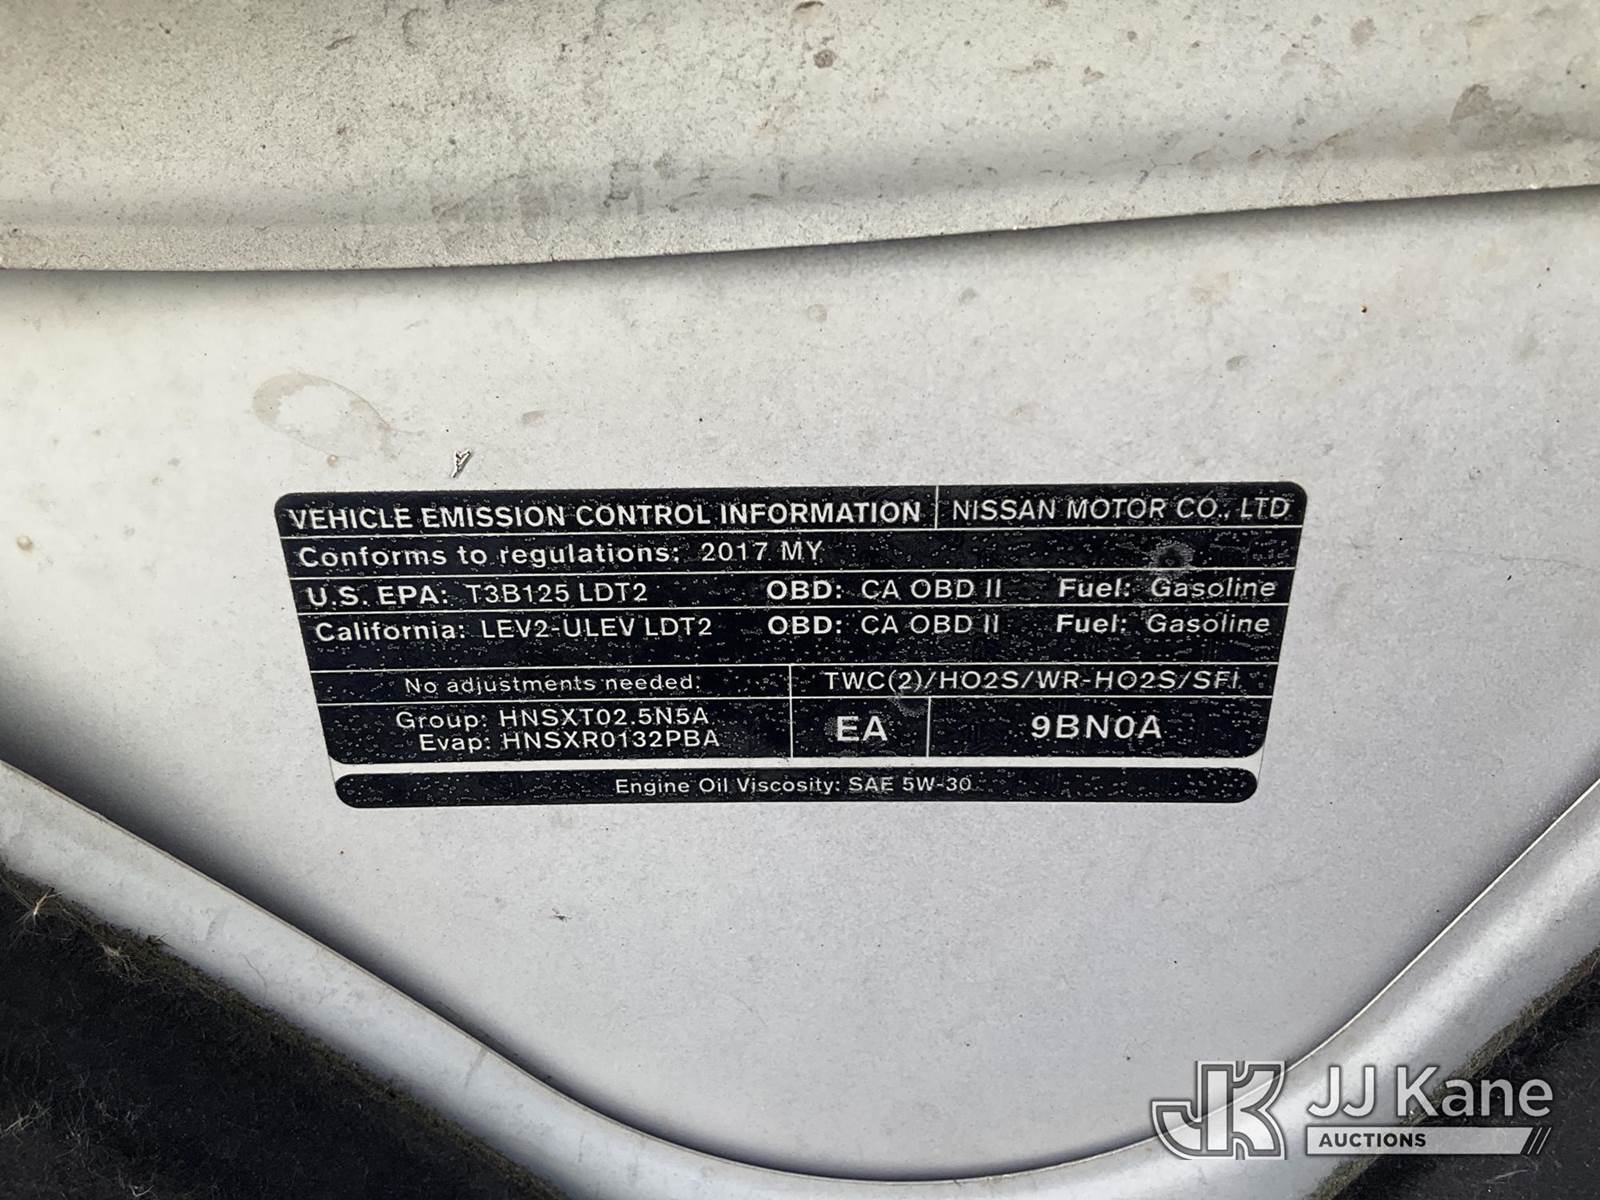 VEHICLE EMISSION CONTROL INFORMATION NISSAN MOTOR CO., LTD
Conforms to regulations: 2017 MY
U.S. EPA: T3B125 LDT2 OBD: CA OBD II Fuel: Gasoline
California: LEV2-ULEV LDT2 OBD: CA OBD II Fuel: Gasoline
No adjustments needed. TWC(2)/HO2S/WR-HO2S/SFI
Group: HNSXT02.5N5A
Evap: HNSXR0132PBA
EA 9BN0A
Engine Oil Viscosity: SAE 5W-30
JK JJ Kane
AUCTIONS